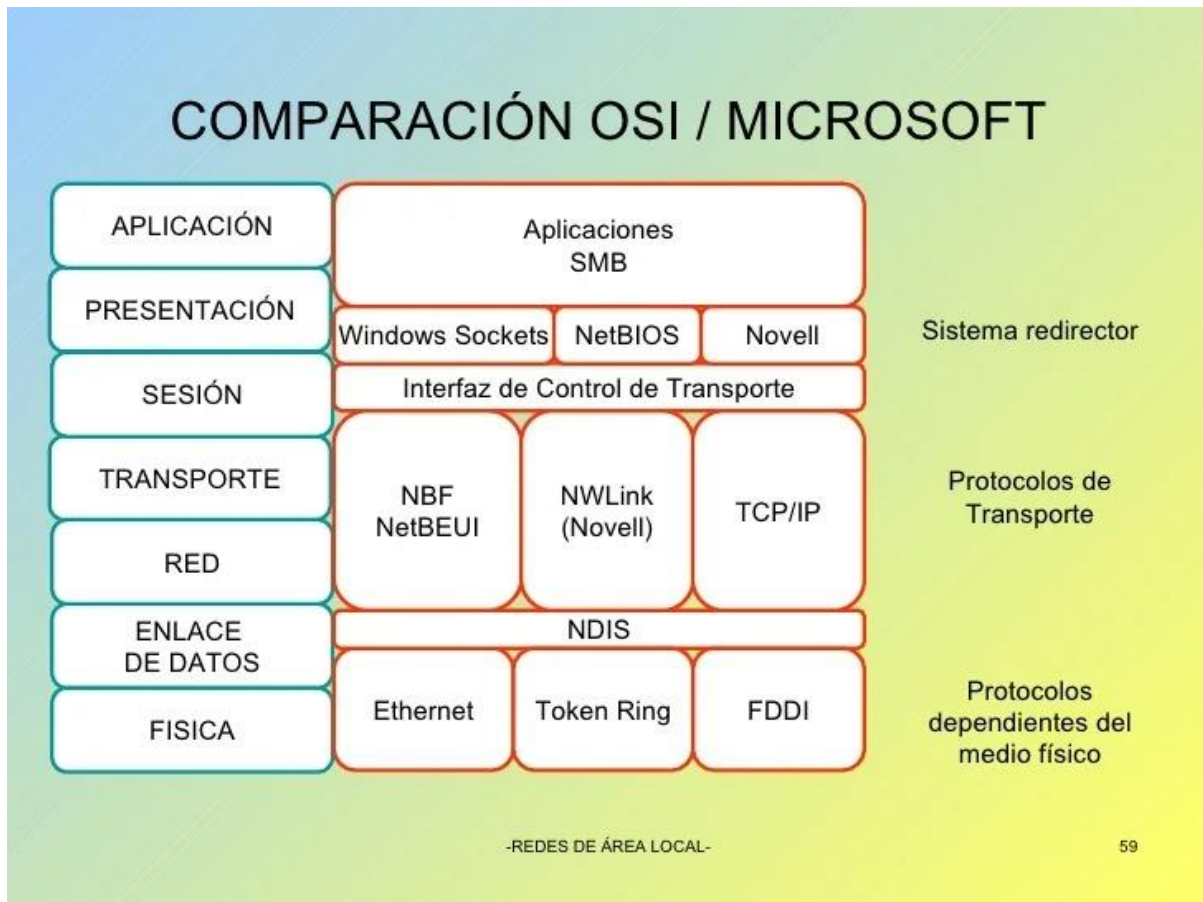 COMPARACIÓN OSI / MICROSOFT
APLICACIÓN
PRESENTACIÓN
SESIÓN
TRANSPORTE
RED
ENLACE
DE DATOS
FISICA
Aplicaciones
SMB
Windows Sockets
NetBIOS
Novell
Interfaz de Control de Transporte
NBF
NetBEUI
NWLink
(Novell)
TCP/IP
NDIS
Ethernet
Token Ring
FDDI
Sistema redirector
Protocolos de
Transporte
Protocolos
dependientes del
medio físico
-REDES DE ÁREA LOCAL-
59